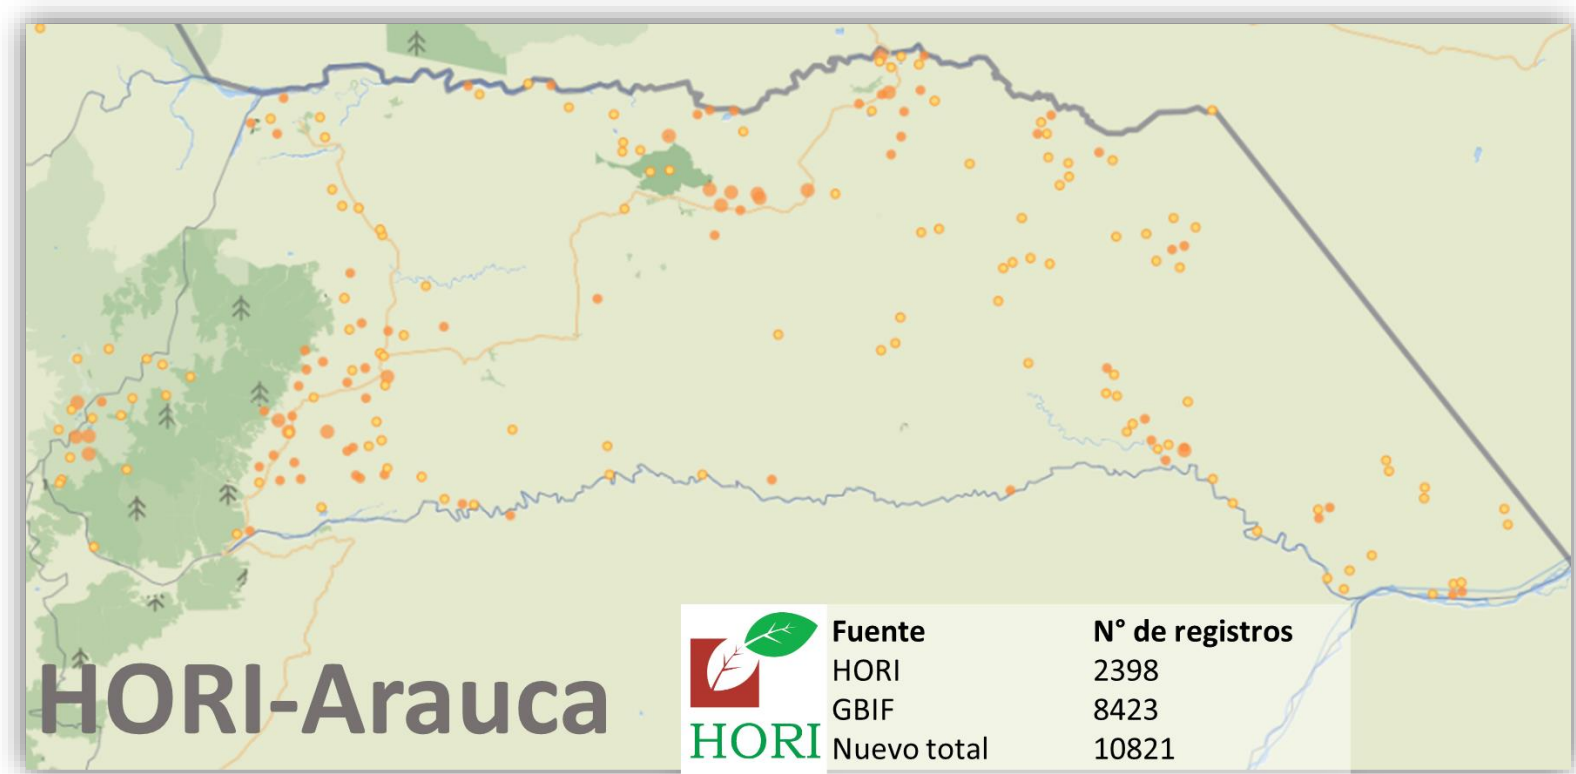 HORI-Arauca
HORI
Fuente N° de registros
HORI 2398
GBIF 8423
Nuevo total 10821